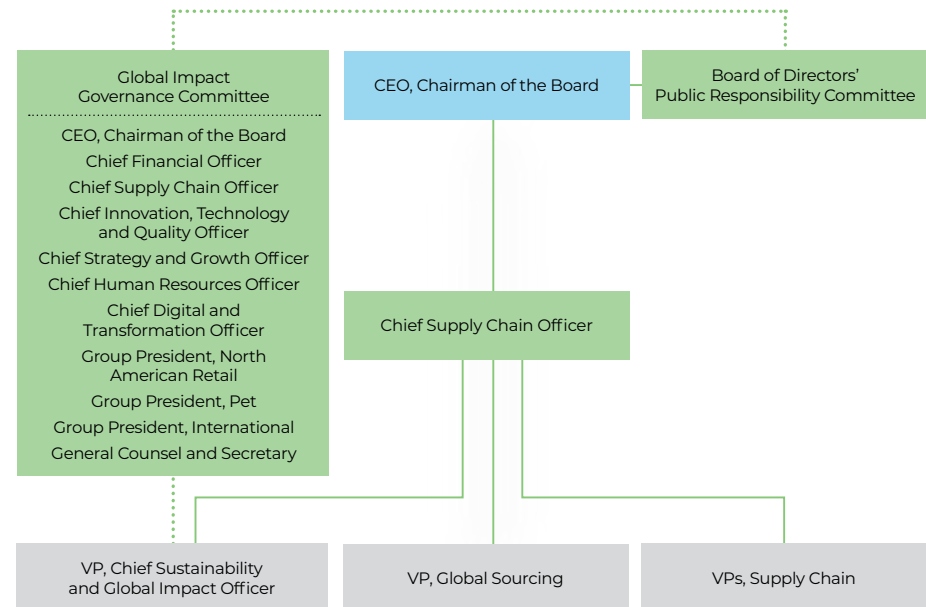 Global Impact
Governance Committee
CEO, Chairman of the Board
Chief Financial Officer
Chief Supply Chain Officer
Chief Innovation, Technology
and Quality Officer
Chief Strategy and Growth Officer
Chief Human Resources Officer
Chief Digital and
Transformation Officer
Group President, North
American Retail
Group President, Pet
Group President, International
General Counsel and Secretary
CEO, Chairman of the Board
Board of Directors’
Public Responsibility Committee
Chief Supply Chain Officer
VP, Chief Sustainability
and Global Impact Officer
VP, Global Sourcing
VPs, Supply Chain